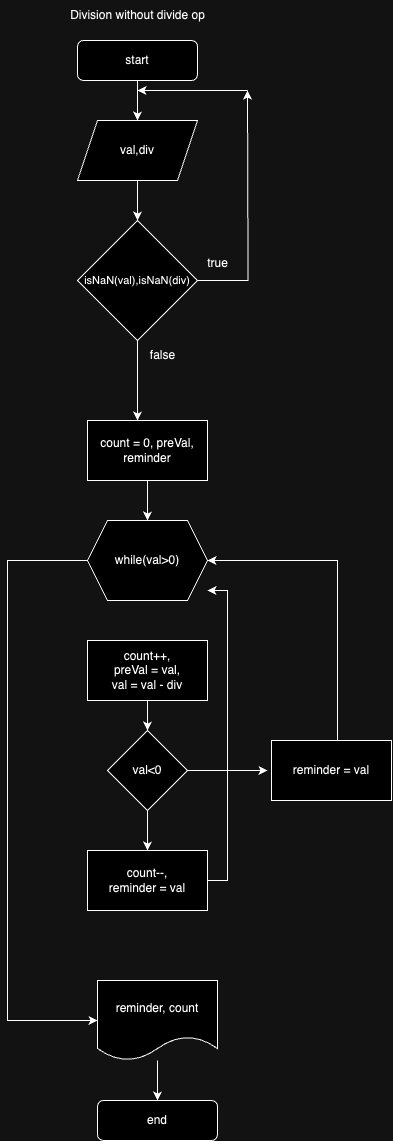 Division without divide op
start
val,div
isNaN(val),isNaN(div)
true
false
count = 0, preVal,
reminder
while(val>0)
count++,
preVal = val,
val = val - div
val<0
reminder = val
count--,
reminder = val
reminder, count
end